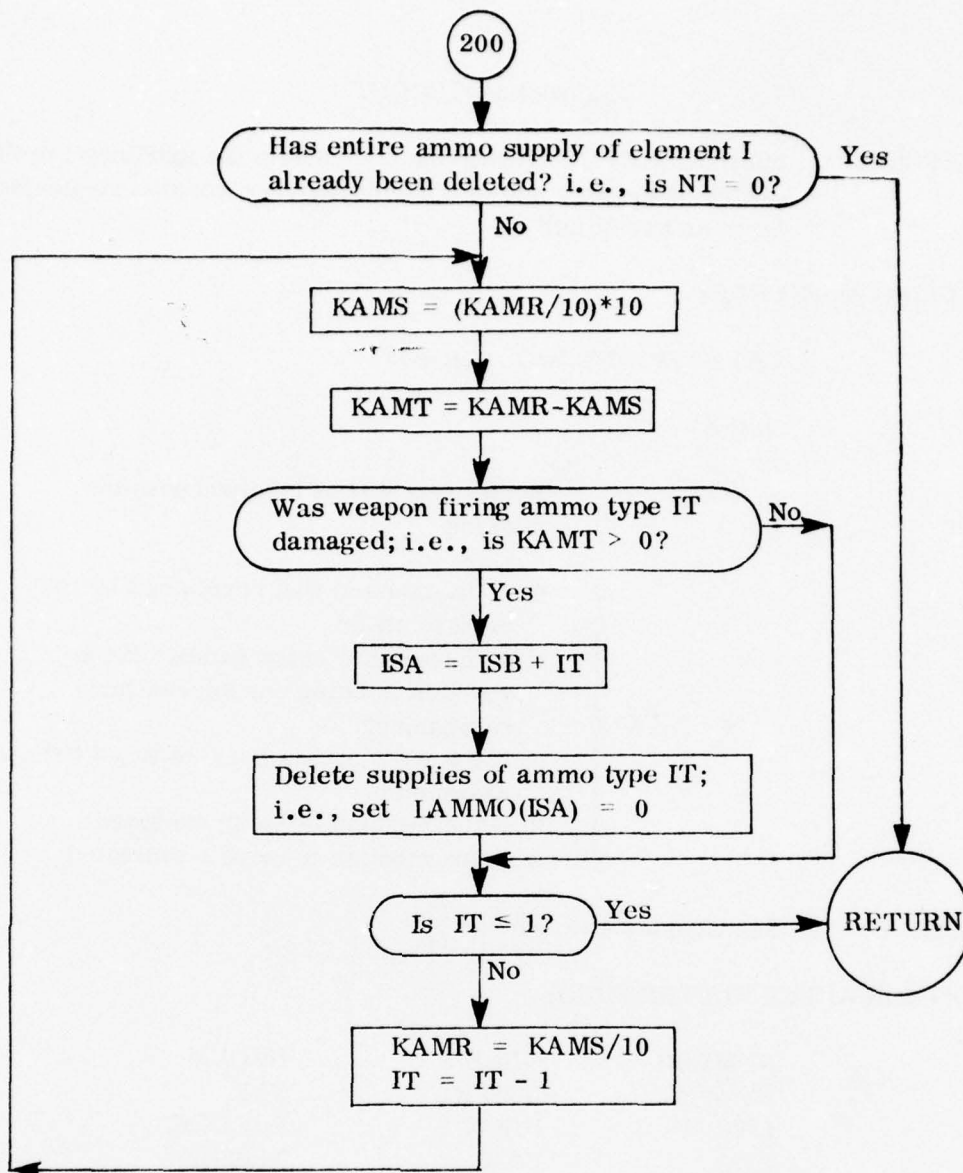 200
Has entire ammo supply of element I
already been deleted? i.e., is NT = 0?
Yes
No
KAMS = (KAMR/10)*10
KAMT = KAMR-KAMS
Was weapon firing ammo type IT
damaged; i.e., is KAMT > 0?
No
Yes
ISA = ISB + IT
Delete supplies of ammo type IT;
i.e., set LAMMO(ISA) = 0
Is IT ≤ 1?
Yes
RETURN
No
KAMR = KAMS/10
IT = IT - 1